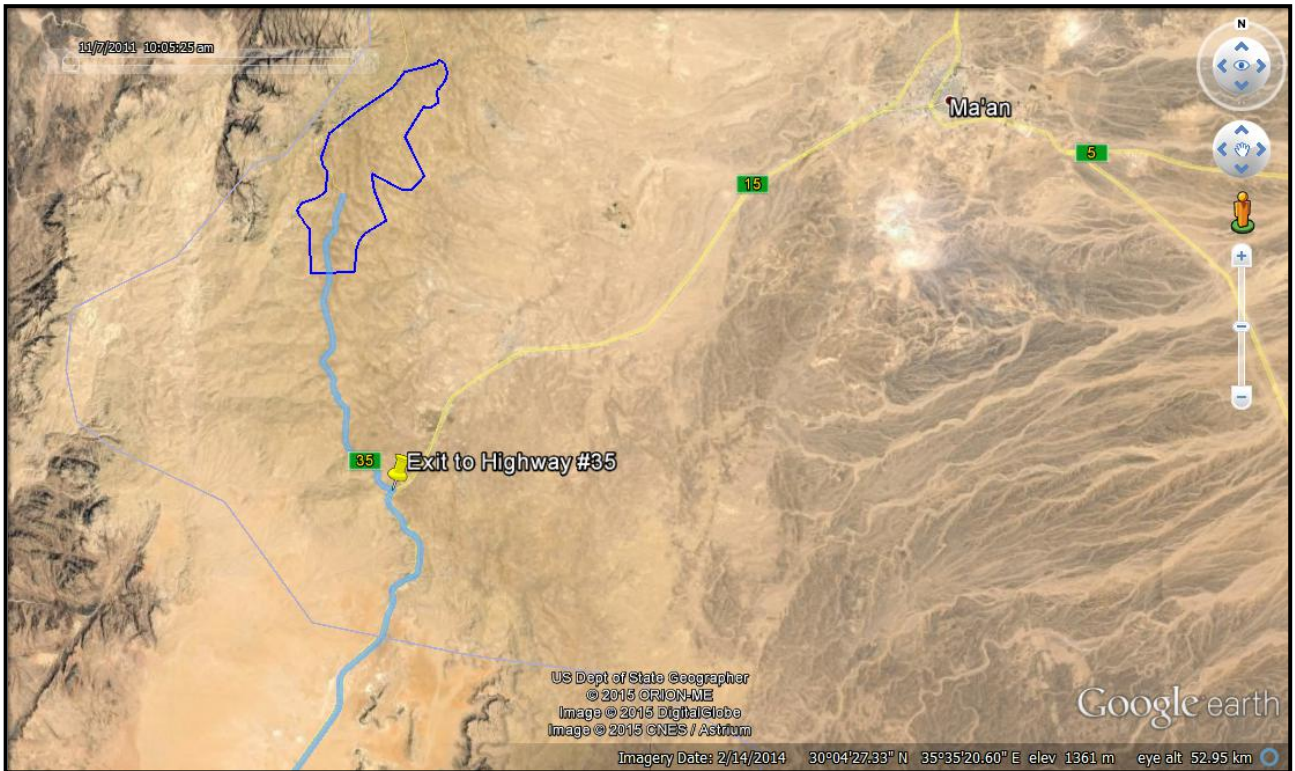 11/7/2011 10:05:25 am
N
Ma'an
5
15
35
Exit to Highway #35
US Dept of State Geographer
© 2015 ORION-ME
Image © 2015 DigitalGlobe
Image © 2015 CNES / Astrium
Google earth
Imagery Date: 2/14/2014 30°04'27.33" N 35°35'20.60" E elev 1361 m eye alt 52.95 km